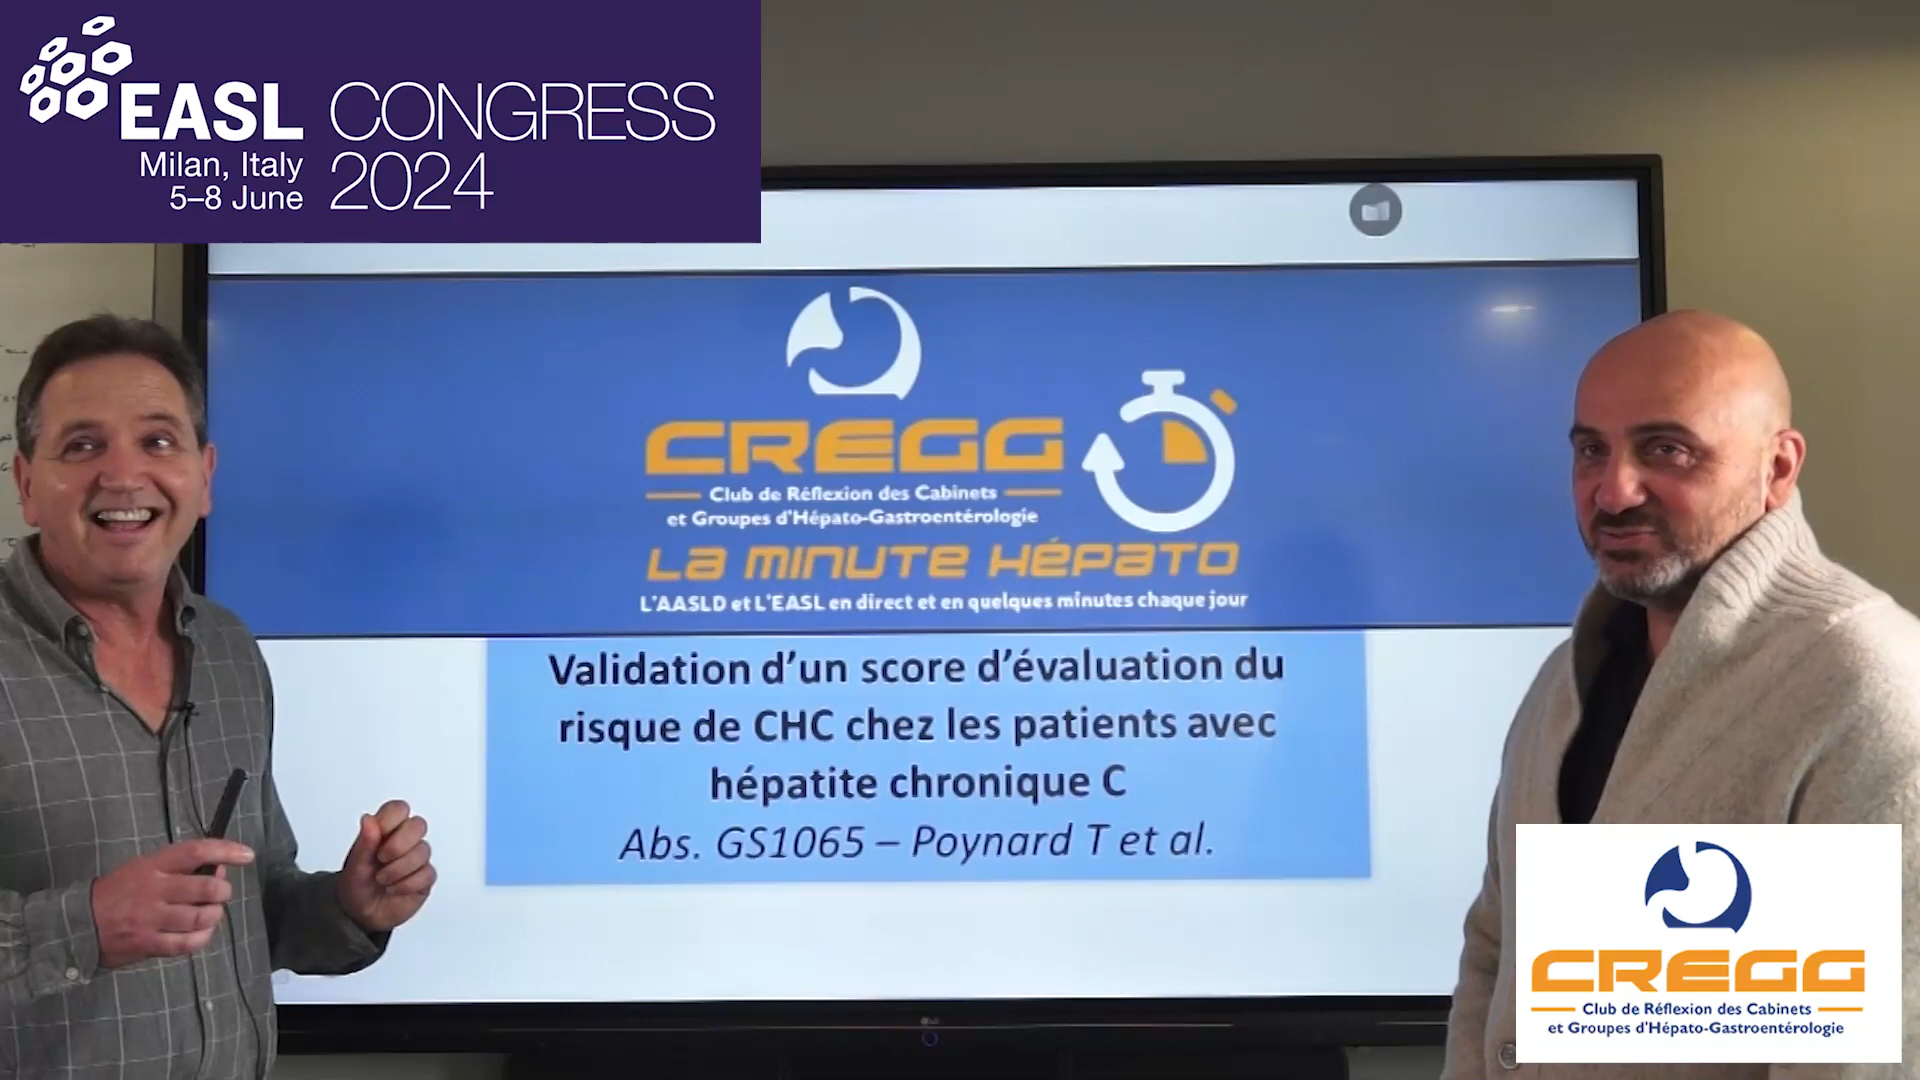 EASL CONGRESS
Milan, Italy
5–8 June
2024
CREGG
Club de Réflexion des Cabinets
et Groupes d'Hépato-Gastroentérologie
La minute Hépato
L'AASLD et L'EASL en direct et en quelques minutes chaque jour
Validation d’un score d’évaluation du
risque de CHC chez les patients avec
hépatite chronique C
Abs. GS1065 – Poynard T et al.
LG
CREGG
Club de Réflexion des Cabinets
et Groupes d'Hépato-Gastroentérologie